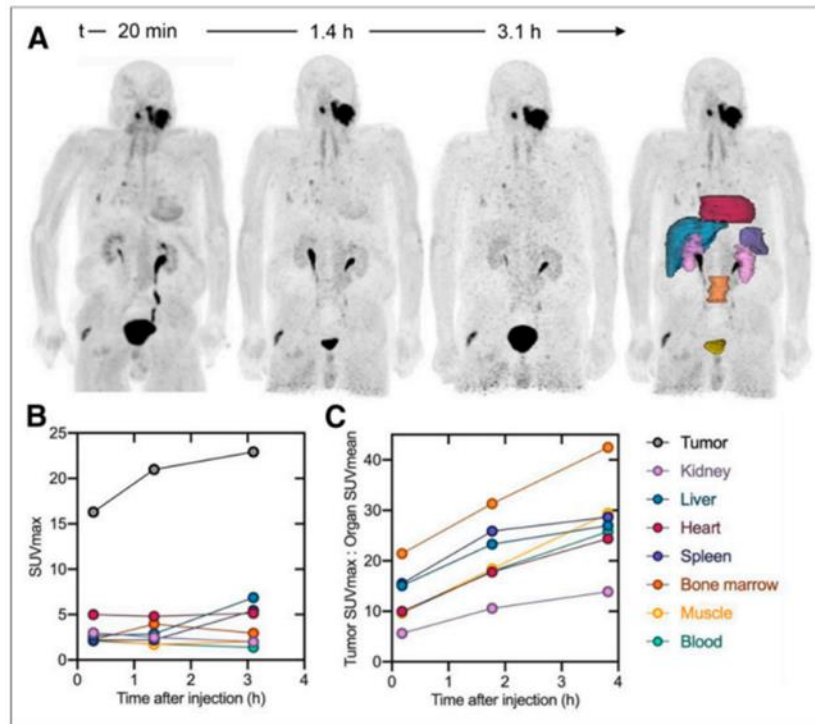 A
t — 20 min 1.4 h 3.1 h
B
25
20
15
10
5
0
SUVmax
0 1 2 3 4
Time after injection (h)
C
40
30
20
10
0
Tumor SUVmax : Organ SUVmean
0 1 2 3 4
Time after injection (h)
Tumor
Kidney
Liver
Heart
Spleen
Bone marrow
Muscle
Blood